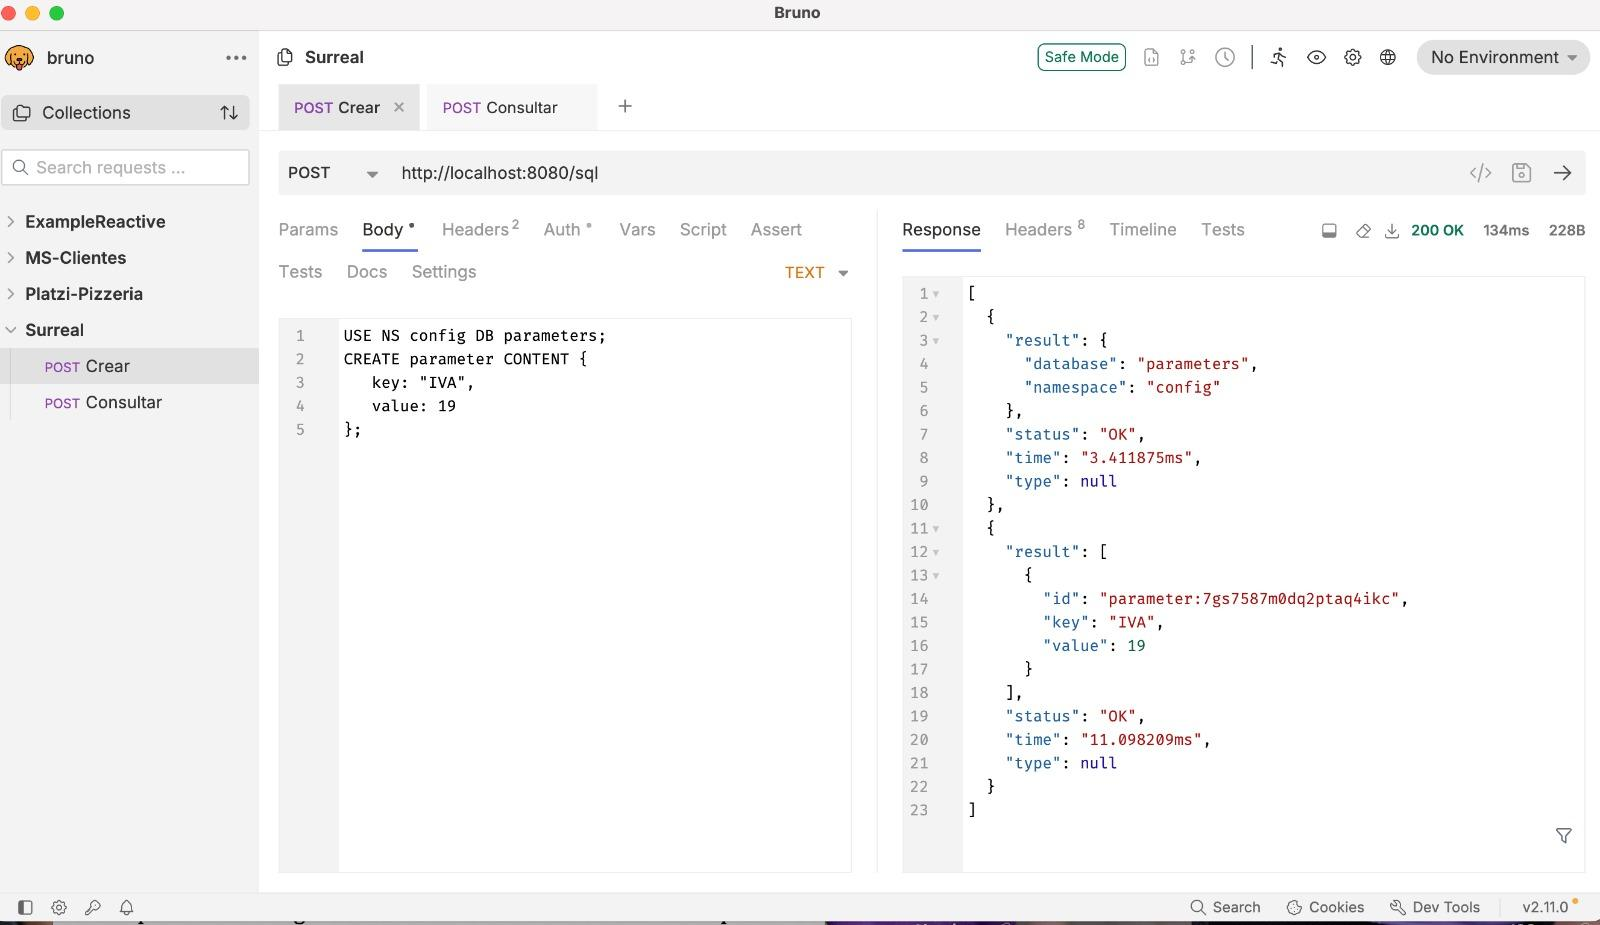 Bruno
bruno
Surreal
Safe Mode
No Environment
Collections
POST Crear
POST Consultar
Search requests ...
POST
http://localhost:8080/sql
ExampleReactive
MS-Clientes
Platzi-Pizzeria
Surreal
POST Crear
POST Consultar
Params Body Headers 2 Auth Vars Script Assert
Tests Docs Settings TEXT
1 USE NS config DB parameters;
2 CREATE parameter CONTENT {
3 key: "IVA",
4 value: 19
5 };
Response Headers 8 Timeline Tests 200 OK 134ms 228B
1 [
2 {
3 "result": {
4 "database": "parameters",
5 "namespace": "config"
6 },
7 "status": "OK",
8 "time": "3.411875ms",
9 "type": null
10 },
11 {
12 "result": [
13 {
14 "id": "parameter:7gs7587m0dq2ptaq4ikc",
15 "key": "IVA",
16 "value": 19
17 }
18 ],
19 "status": "OK",
20 "time": "11.098209ms",
21 "type": null
22 }
23 ]
Search Cookies Dev Tools v2.11.0